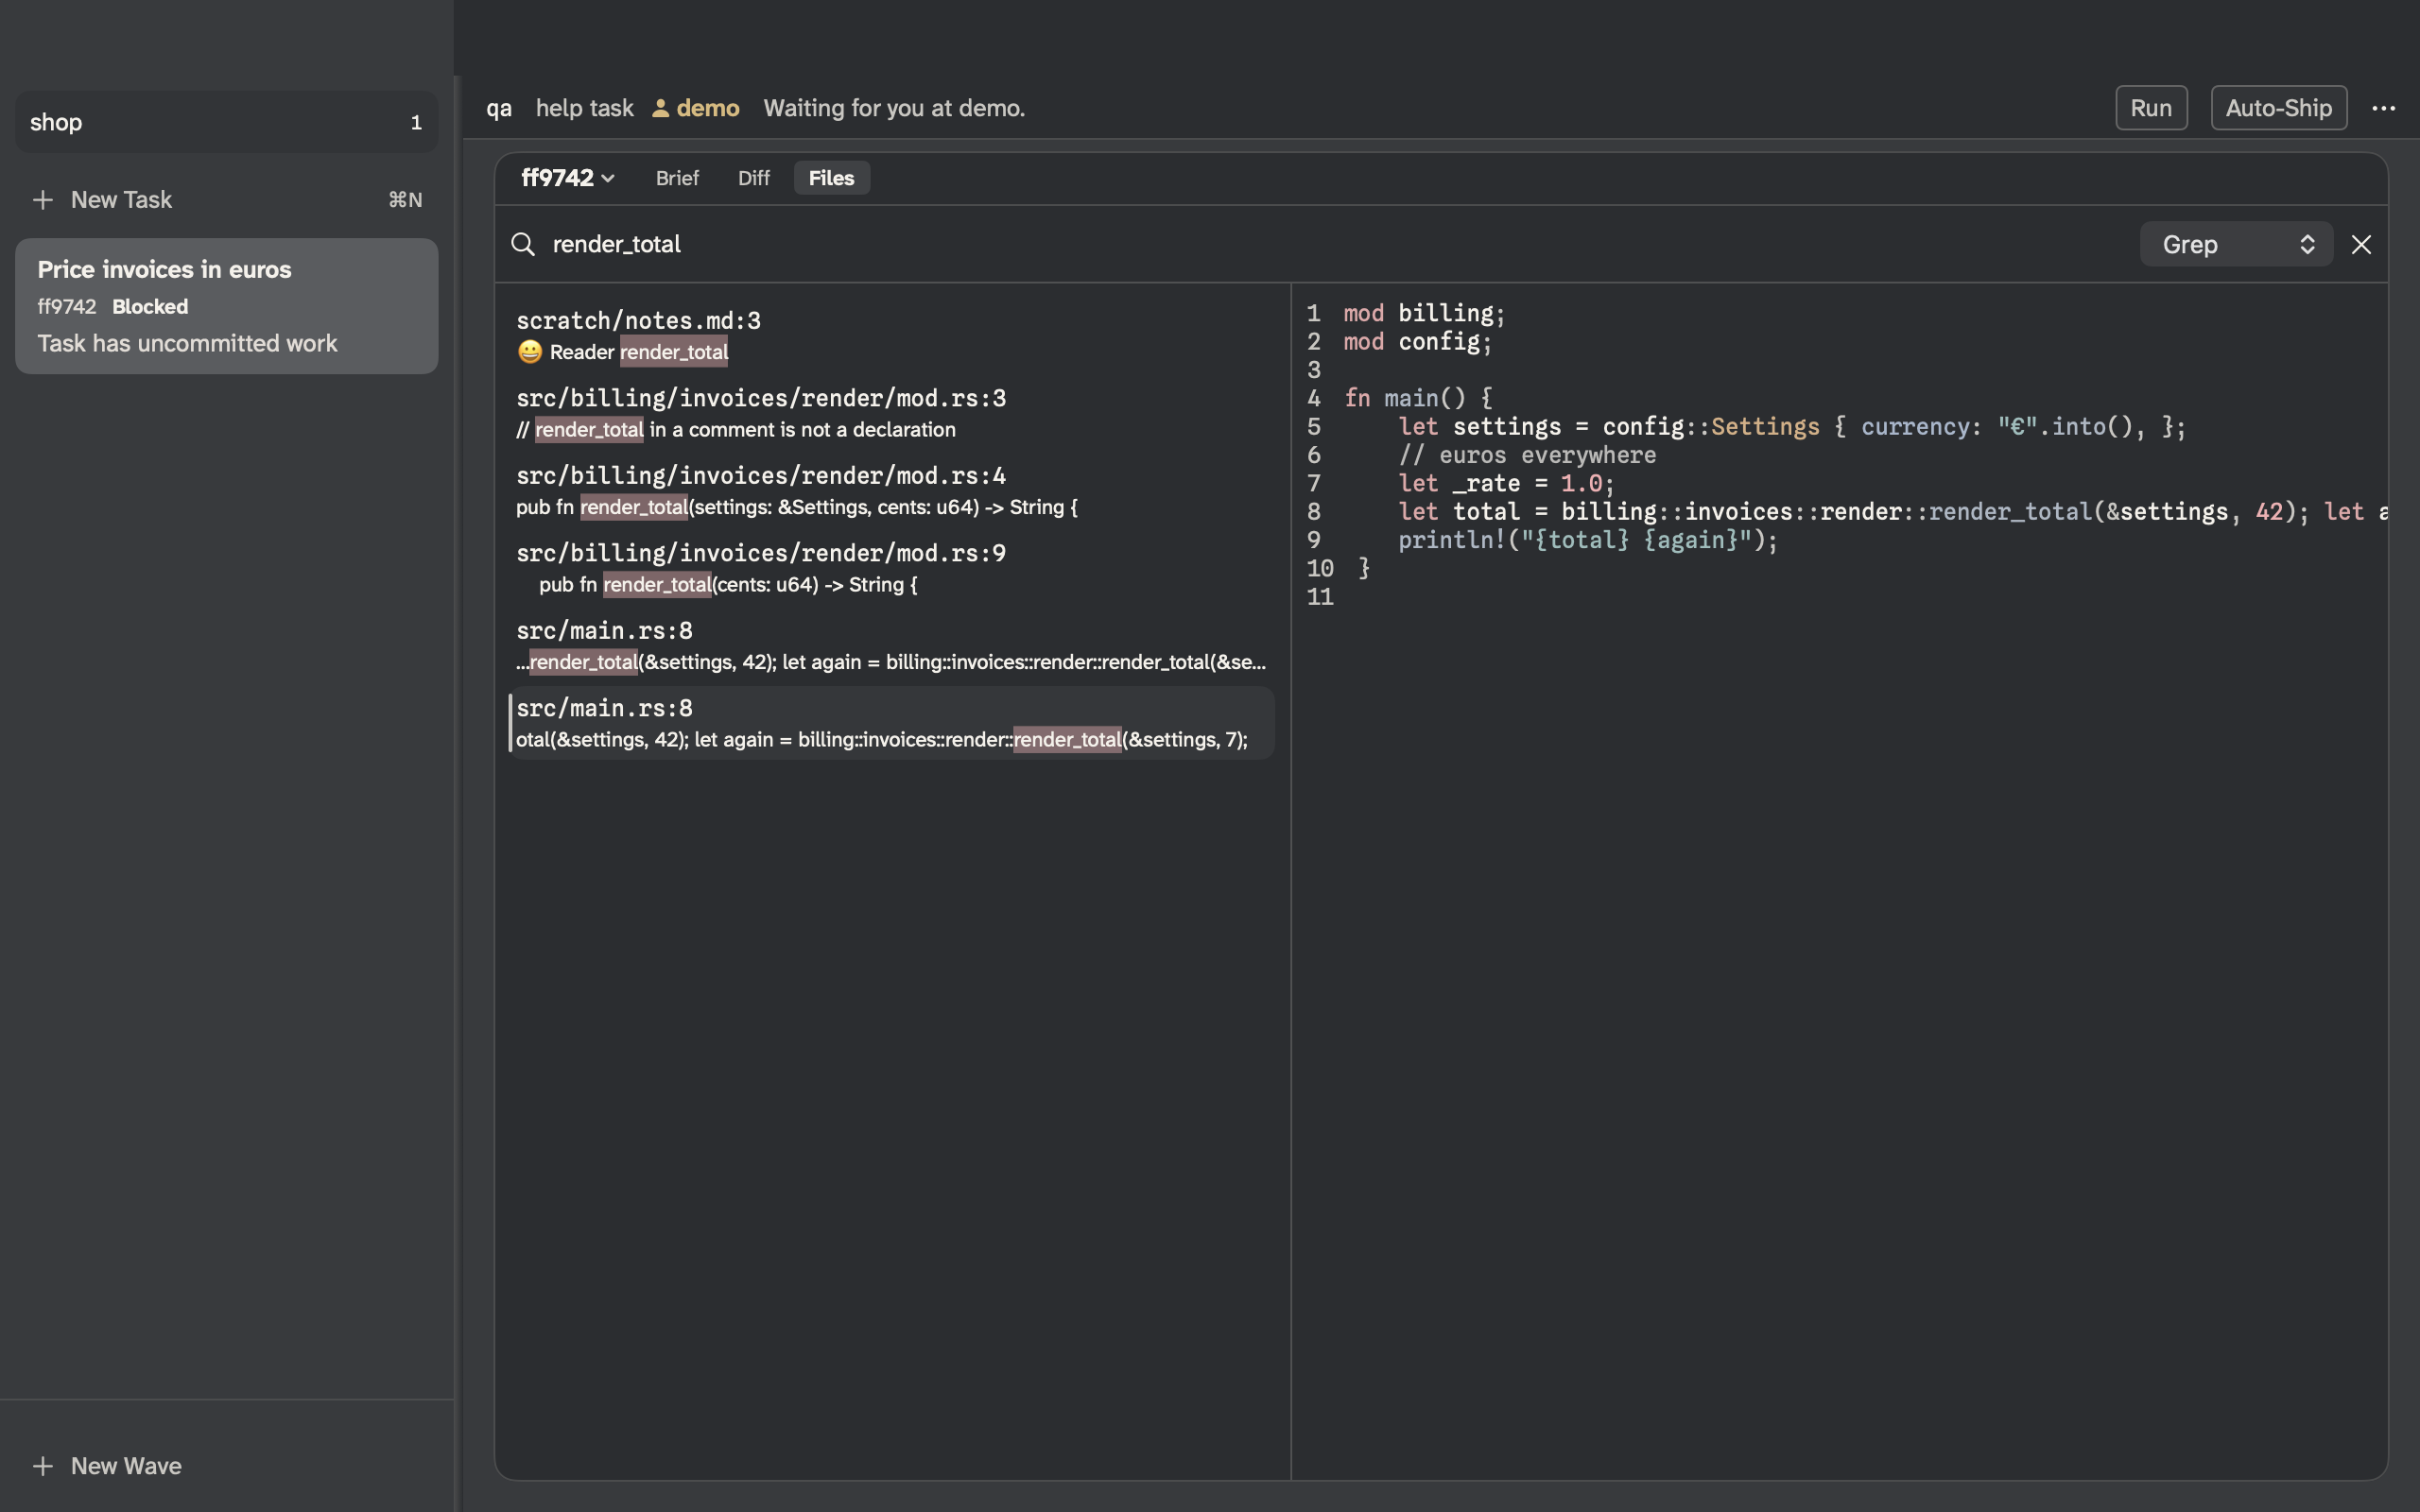 shop 1
New Task ⌘N
Price invoices in euros
ff9742 Blocked
Task has uncommitted work
New Wave
qa help task demo Waiting for you at demo.
Run Auto-Ship ···
ff9742 Brief Diff Files
render_total
Grep
scratch/notes.md:3
😀 Reader render_total
src/billing/invoices/render/mod.rs:3
// render_total in a comment is not a declaration
src/billing/invoices/render/mod.rs:4
pub fn render_total(settings: &Settings, cents: u64) -> String {
src/billing/invoices/render/mod.rs:9
    pub fn render_total(cents: u64) -> String {
src/main.rs:8
…render_total(&settings, 42); let again = billing::invoices::render::render_total(&se…
src/main.rs:8
otal(&settings, 42); let again = billing::invoices::render::render_total(&settings, 7);
1 mod billing;
2 mod config;
3
4 fn main() {
5     let settings = config::Settings { currency: "€".into(), };
6     // euros everywhere
7     let _rate = 1.0;
8     let total = billing::invoices::render::render_total(&settings, 42); let a
9     println!("{total} {again}");
10 }
11